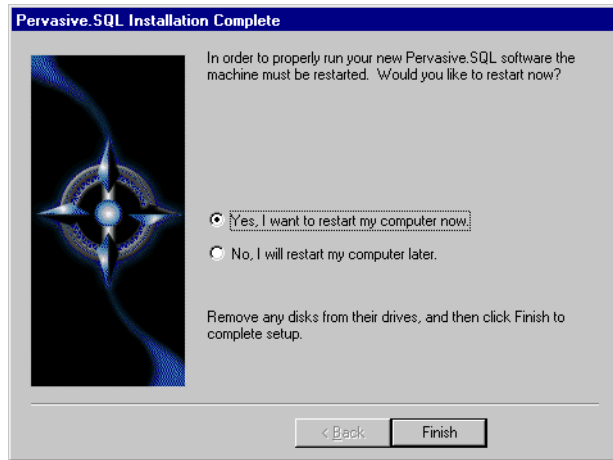 Pervasive.SQL Installation Complete
In order to properly run your new Pervasive.SQL software the
machine must be restarted. Would you like to restart now?
Yes, I want to restart my computer now.
No, I will restart my computer later.
Remove any disks from their drives, and then click Finish to
complete setup.
< Back
Finish